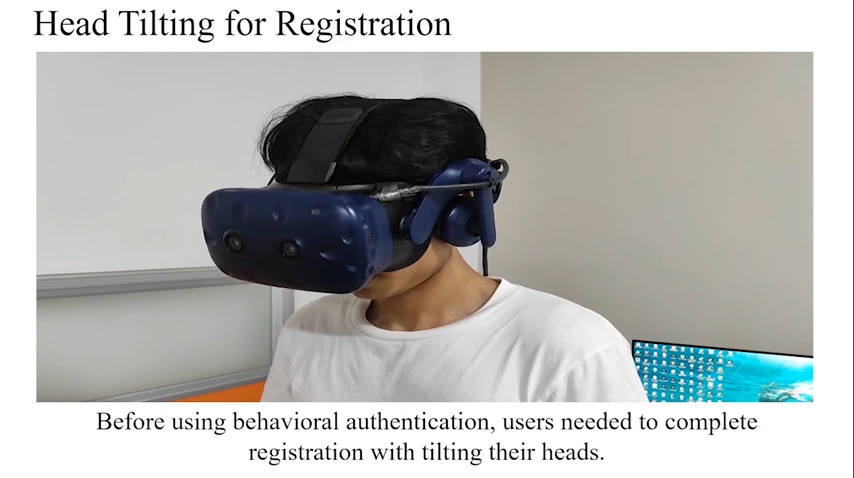 Head Tilting for Registration
Before using behavioral authentication, users needed to complete
registration with tilting their heads.